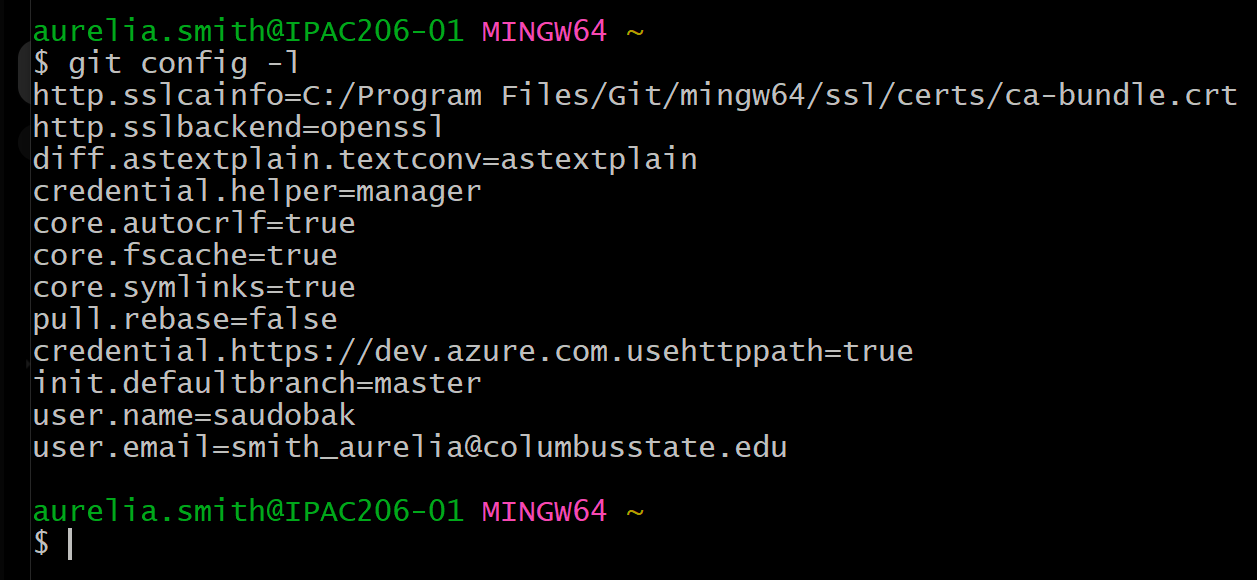 aurelia.smith@IPAC206-01 MINGW64 ~
$ git config -l
http.sslcainfo=C:/Program Files/Git/mingw64/ssl/certs/ca-bundle.crt
http.sslbackend=openssl
diff.astextplain.textconv=astextplain
credential.helper=manager
core.autocrlf=true
core.fscache=true
core.symlinks=true
pull.rebase=false
credential.https://dev.azure.com.usehttppath=true
init.defaultbranch=master
user.name=saudobak
user.email=smith_aurelia@columbusstate.edu
aurelia.smith@IPAC206-01 MINGW64 ~
$